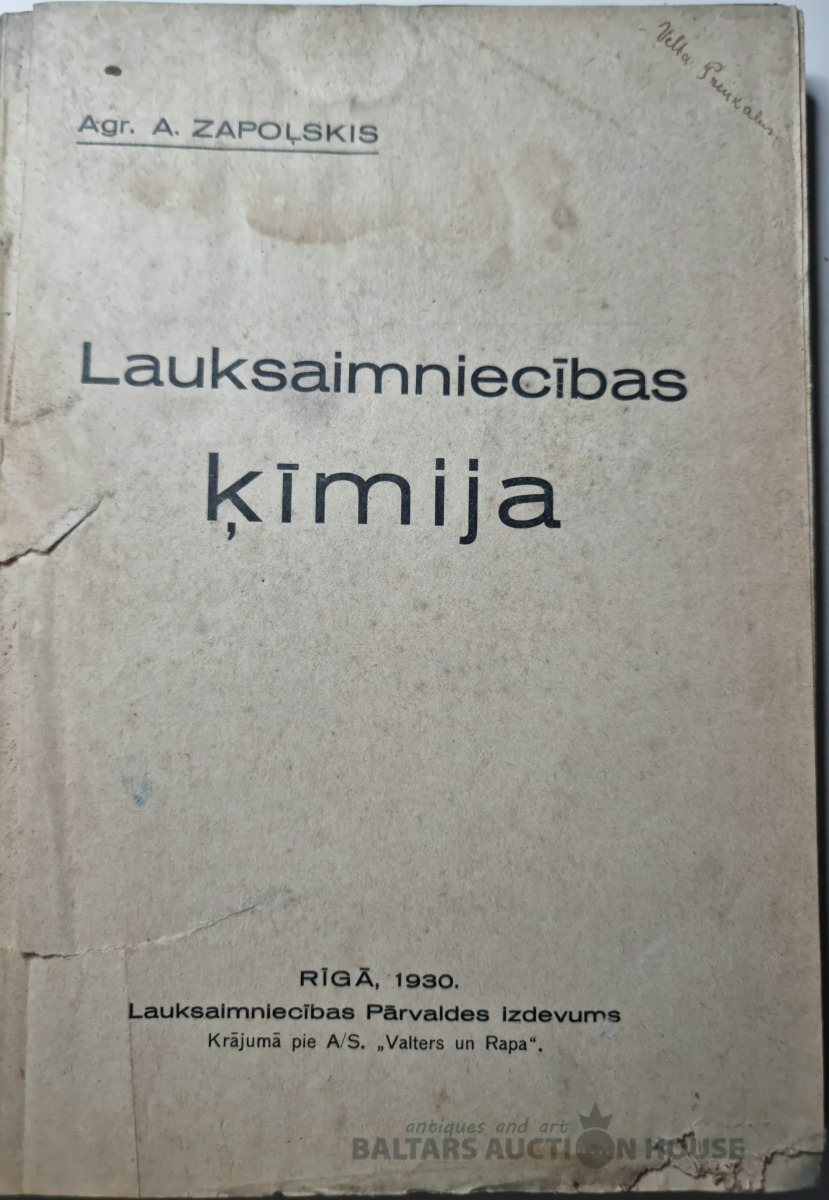 Velta
Agr. A. ZAPOĻSKIS
Lauksaimniecības
ķīmija
RĪGĀ, 1930.
Lauksaimniecības Pārvaldes izdevums
Krājumā pie A/S. „Valters un Rapa“.
antiques and art
BALTARS AUCTION HOUSE